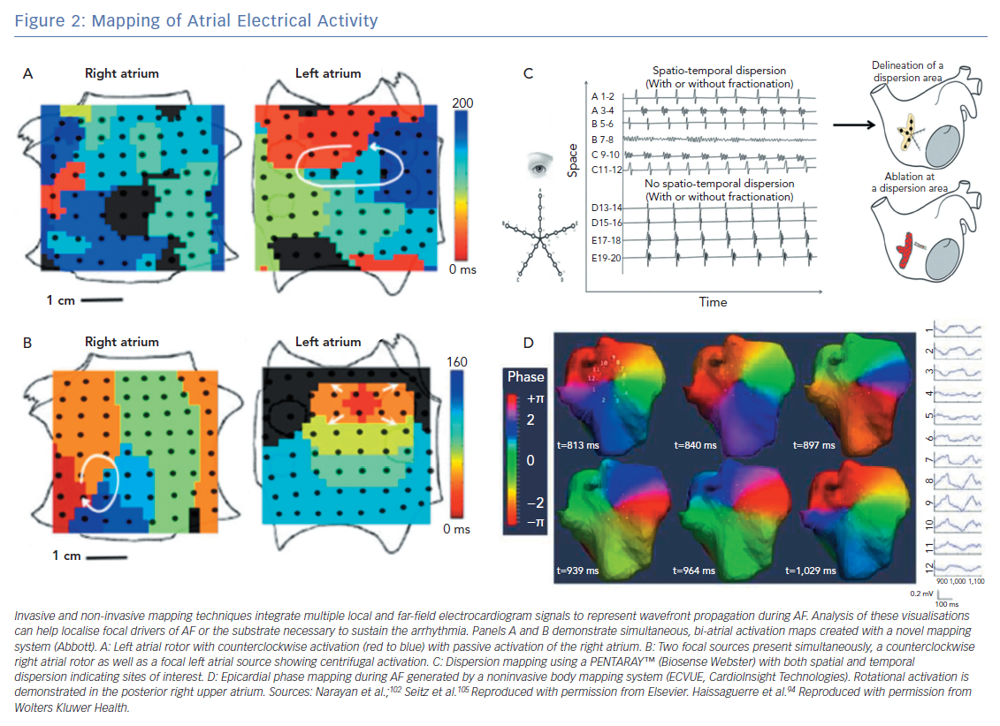 Figure 2: Mapping of Atrial Electrical Activity
A
Right atrium
Left atrium
200
0 ms
1 cm
B
Right atrium
Left atrium
160
0 ms
1 cm
C
Spatio-temporal dispersion
(With or without fractionation)
A 1-2
A 3-4
B 5-6
B 7-8
C 9-10
C11-12
No spatio-temporal dispersion
(With or without fractionation)
D13-14
D15-16
E17-18
E19-20
Space
Time
Delineation of a
dispersion area
Ablation at
a dispersion area
D
Phase
+π
2
0
−2
−π
t=813 ms
t=840 ms
t=897 ms
t=939 ms
t=964 ms
t=1,029 ms
1
2
3
4
5
6
7
8
9
10
11
12
900 1,000 1,100
0.2 mV
100 ms
Invasive and non-invasive mapping techniques integrate multiple local and far-field electrocardiogram signals to represent wavefront propagation during AF. Analysis of these visualisations
can help localise focal drivers of AF or the substrate necessary to sustain the arrhythmia. Panels A and B demonstrate simultaneous, bi-atrial activation maps created with a novel mapping
system (Abbott). A: Left atrial rotor with counterclockwise activation (red to blue) with passive activation of the right atrium. B: Two focal sources present simultaneously, a counterclockwise
right atrial rotor as well as a focal left atrial source showing centrifugal activation. C: Dispersion mapping using a PENTARAY™ (Biosense Webster) with both spatial and temporal
dispersion indicating sites of interest. D: Epicardial phase mapping during AF generated by a noninvasive body mapping system (ECVUE, CardioInsight Technologies). Rotational activation is
demonstrated in the posterior right upper atrium. Sources: Narayan et al.;102 Seitz et al.105 Reproduced with permission from Elsevier. Haissaguerre et al.94 Reproduced with permission from
Wolters Kluwer Health.